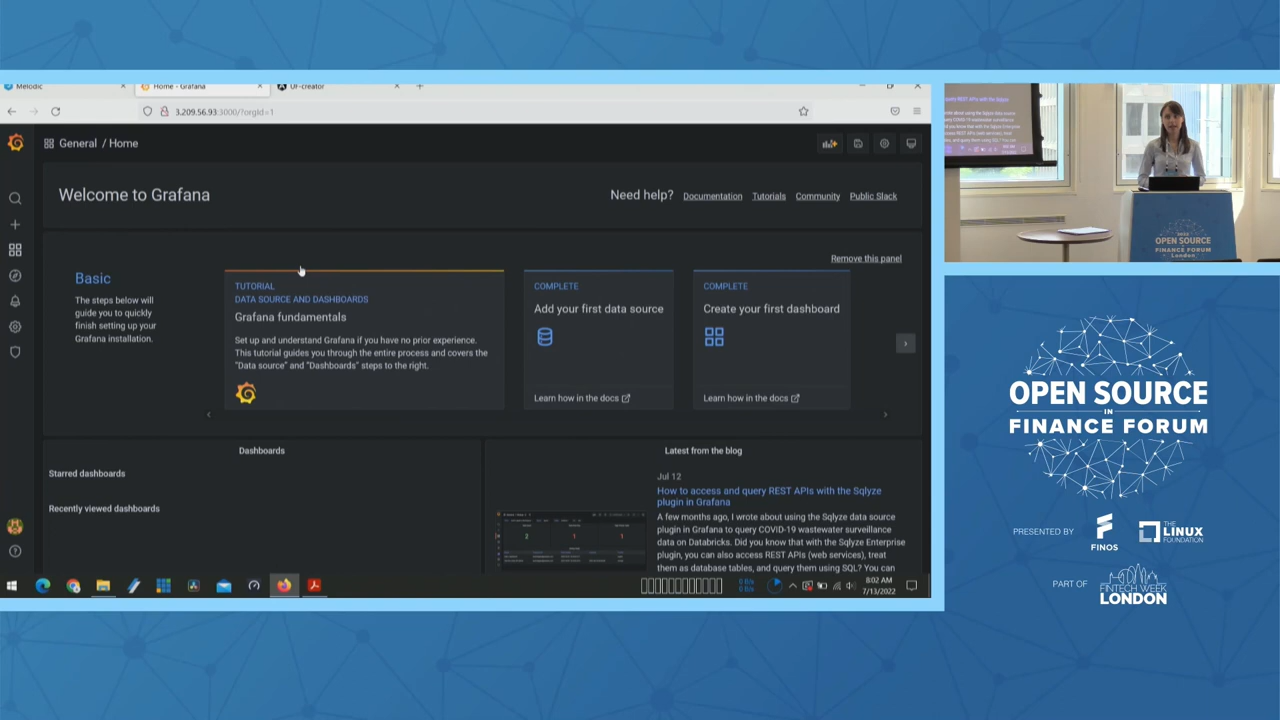 Melodic
Home - Grafana
UF-creator
3.209.56.93:3000/?orgId=1
General / Home
Welcome to Grafana
Need help?
Documentation
Tutorials
Community
Public Slack
Remove this panel
Basic
The steps below will
guide you to quickly
finish setting up your
Grafana installation.
TUTORIAL
DATA SOURCE AND DASHBOARDS
Grafana fundamentals
Set up and understand Grafana if you have no prior experience.
This tutorial guides you through the entire process and covers the
"Data source" and "Dashboards" steps to the right.
COMPLETE
Add your first data source
Learn how in the docs
COMPLETE
Create your first dashboard
Learn how in the docs
Dashboards
Starred dashboards
Recently viewed dashboards
Latest from the blog
Jul 12
How to access and query REST APIs with the Sqlyze
plugin in Grafana
A few months ago, I wrote about using the Sqlyze data source
plugin in Grafana to query COVID-19 wastewater surveillance
data on Databricks. Did you know that with the Sqlyze Enterprise
plugin, you can also access REST APIs (web services), treat
them as database tables, and query them using SQL? You can
0 B/s
0 B/s
8:02 AM
7/13/2022
OPEN SOURCE
IN
FINANCE FORUM
London
OPEN SOURCE
IN
FINANCE FORUM
PRESENTED BY
FINOS
THE
LINUX
FOUNDATION
PART OF
FINTECH WEEK
LONDON